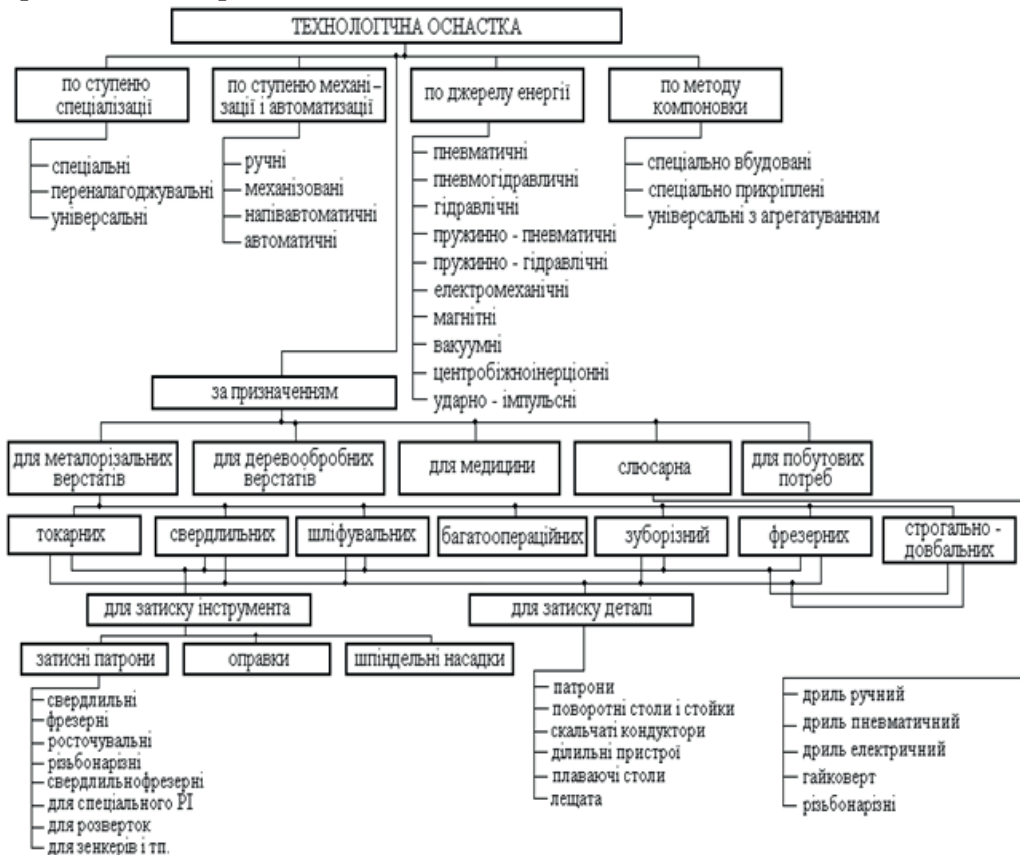 ТЕХНОЛОГІЧНА ОСНАСТКА
по ступеню
спеціалізації
спеціальні
переналагоджувальні
універсальні
по ступеню механі –
зації і автоматизації
ручні
механізовані
напівавтоматичні
автоматичні
по джерелу енергії
пневматичні
пневмогідравличні
гідравлічні
пружинно - пневматичні
пружинно - гідравлічні
електромеханічні
магнітні
вакуумні
центробіжноінерціонні
ударно - імпульсні
по методу
компоновки
спеціально вбудовані
спеціально прикріплені
універсальні з агрегатуванням
за призначенням
для металорізальних
верстатів
для деревообробних
верстатів
для медицини
слюсарна
для побутових
потреб
токарних
свердлильних
шліфувальних
багатоопераційних
зуборізний
фрезерних
строгально -
довбальних
для затиску інструмента
для затиску деталі
затисні патрони
оправки
шпіндельні насадки
свердлильні
фрезерні
росточувальні
різьбонарізні
свердлильнофрезерні
для спеціального РІ
для розверток
для зенкерів і тп.
патрони
поворотні столи і стойки
скальчаті кондуктори
ділильні пристрої
плаваючі столи
лещата
дриль ручний
дриль пневматичний
дриль електричний
гайковерт
різьбонарізні